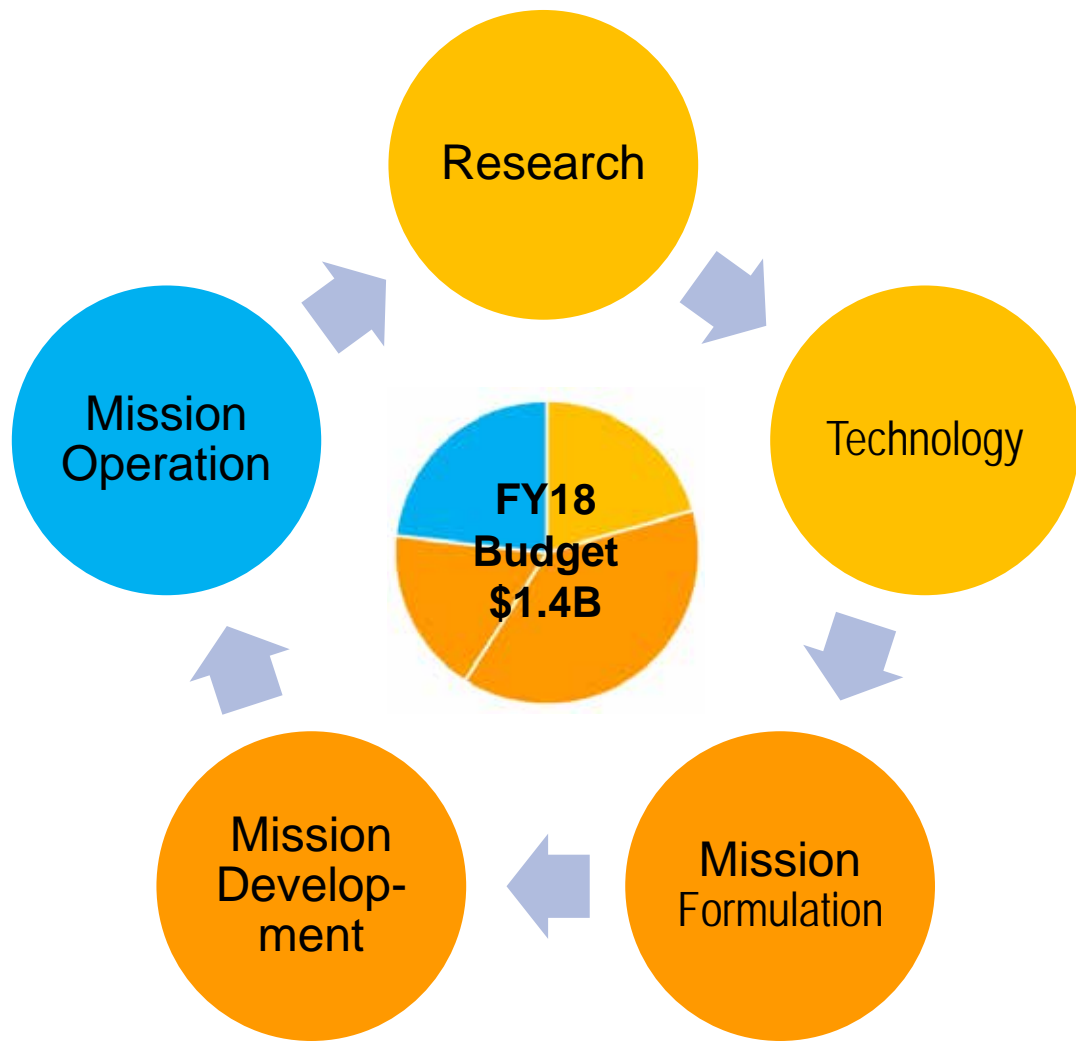 Research
Technology
Mission
Formulation
Mission
Develop-
ment
Mission
Operation
FY18
Budget
$1.4B